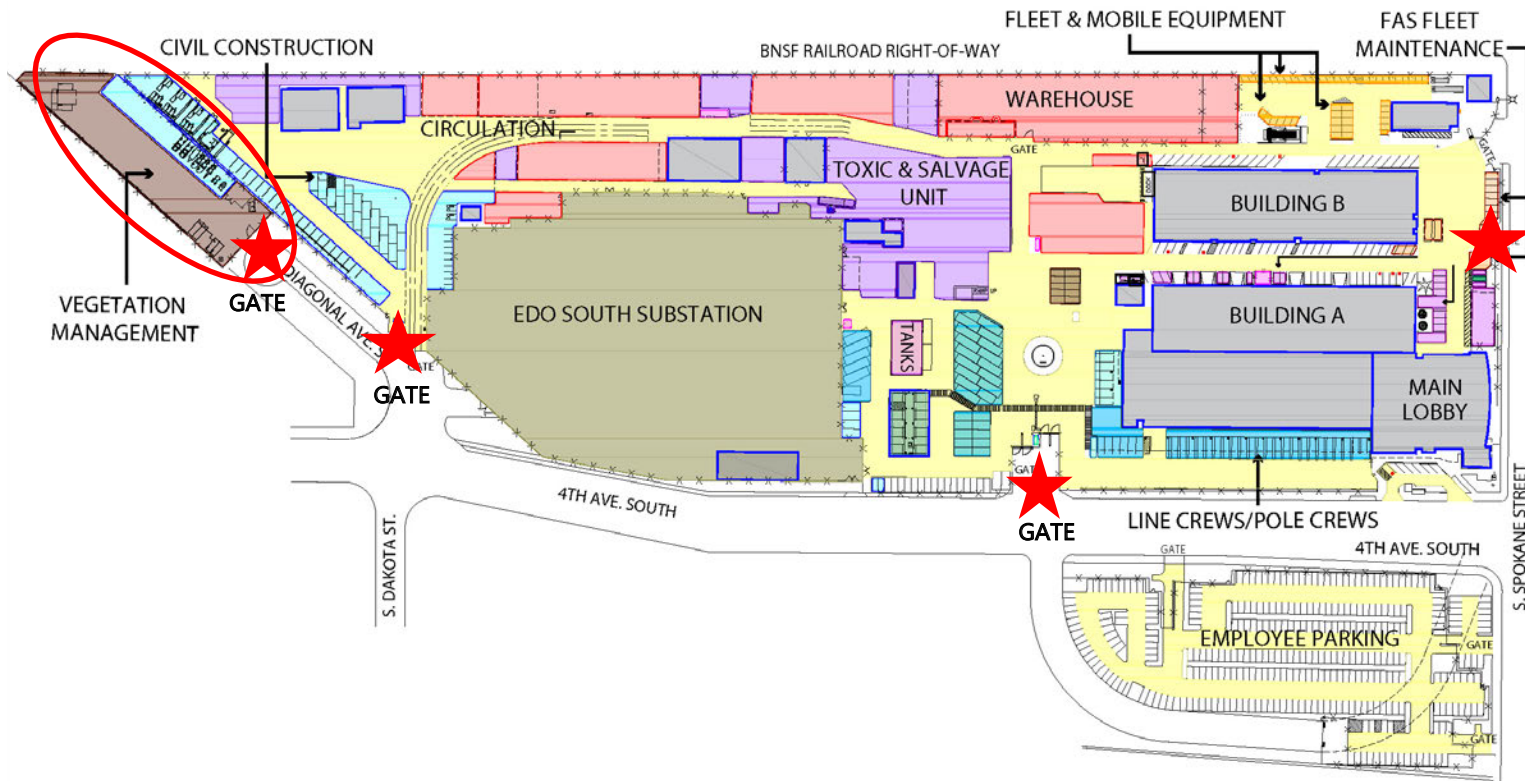 FLEET & MOBILE EQUIPMENT
FAS FLEET
MAINTENANCE
CIVIL CONSTRUCTION
BNSF RAILROAD RIGHT-OF-WAY
WAREHOUSE
CIRCULATION
GATE
GATE
TOXIC & SALVAGE
UNIT
BUILDING B
VEGETATION
MANAGEMENT
GATE
DIAGONAL AVE. S
EDO SOUTH SUBSTATION
BUILDING A
TANKS
GATE
GATE
MAIN
LOBBY
GATE
GATE
4TH AVE. SOUTH
LINE CREWS/POLE CREWS
S. DAKOTA ST.
S. SPOKANE STREET
GATE
4TH AVE. SOUTH
EMPLOYEE PARKING
GATE
GATE